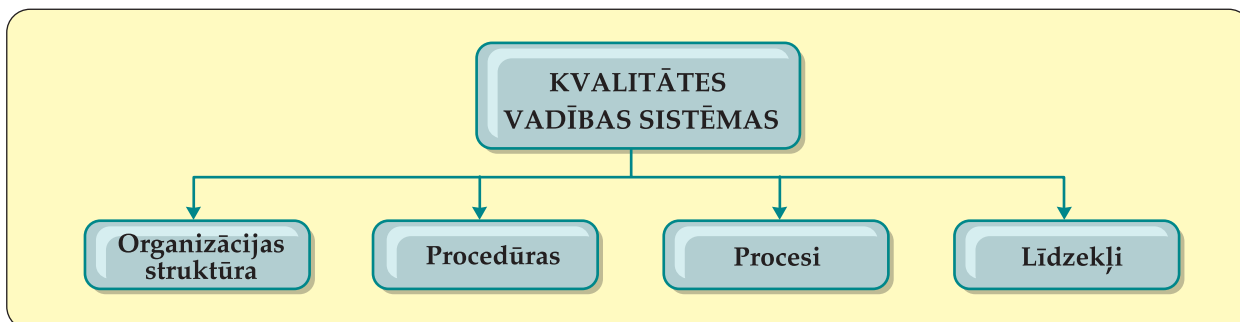 KVALITĀTES
VADĪBAS SISTĒMAS
Organizācijas
struktūra
Procedūras
Procesi
Līdzekļi